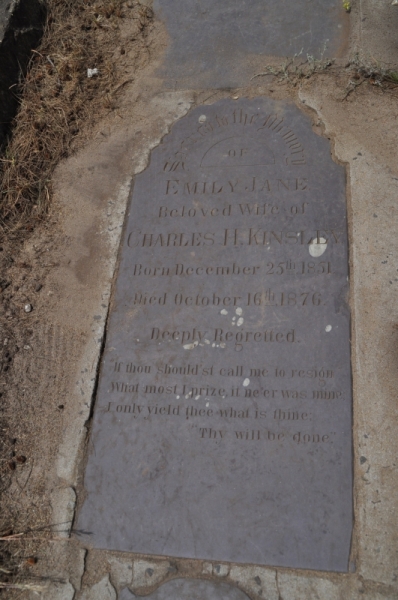 the Memory
OF
EMILY JANE
Beloved Wife of
CHARLES H. KINSLEY
Born December 25th 1851
Died October 16th 1876
Deeply Regretted.
"If thou should'st call me to resign
What most I prize, it ne'er was mine
I only yield thee what is thine:
Thy will be done."